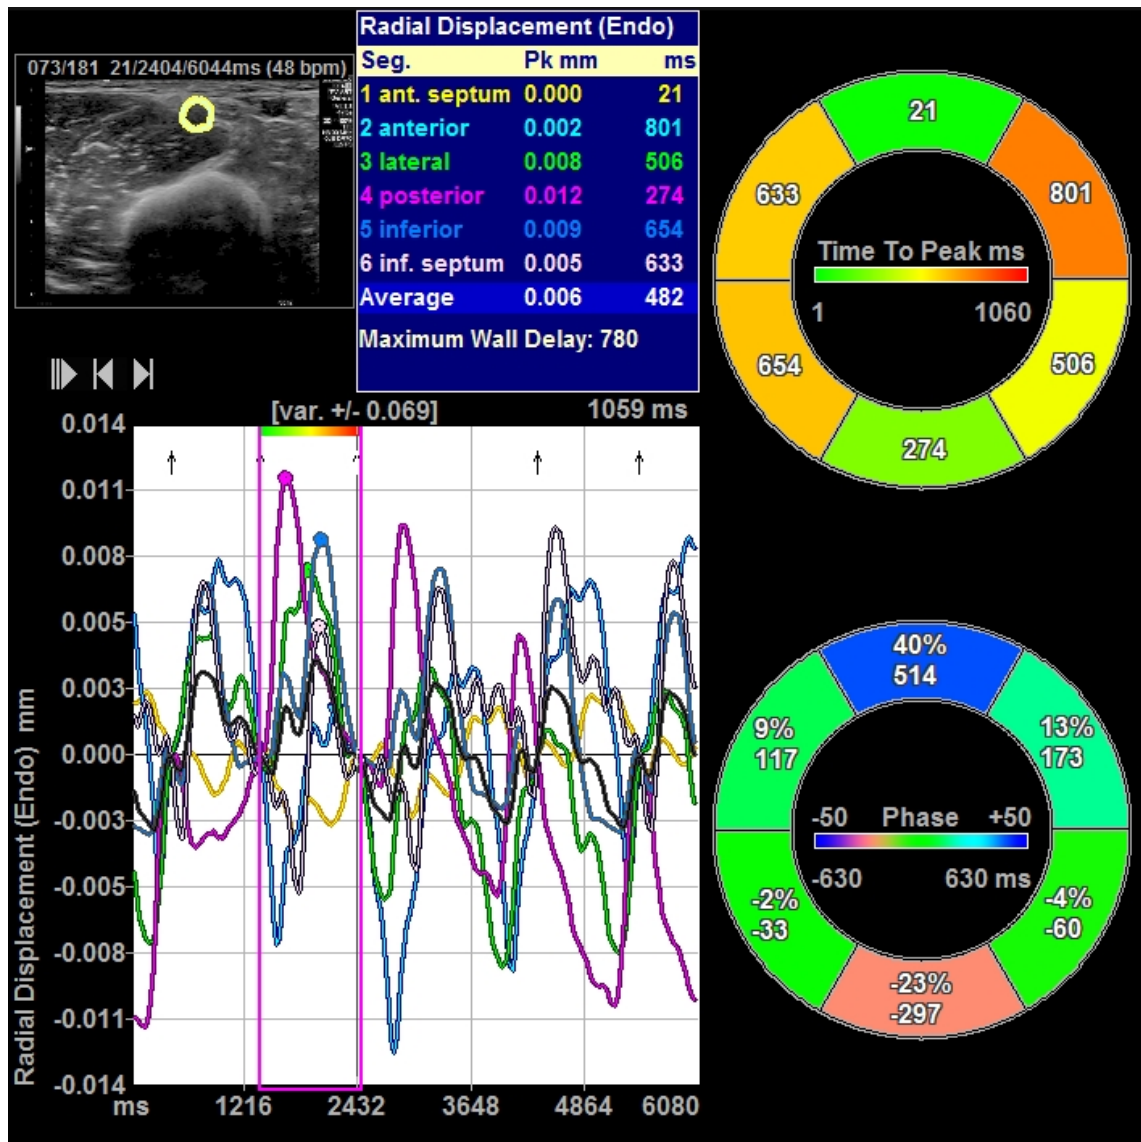 Radial Displacement (Endo)
Seg. Pk mm ms
1 ant. septum 0.000 21
2 anterior 0.002 801
3 lateral 0.008 506
4 posterior 0.012 274
5 inferior 0.009 654
6 inf. septum 0.005 633
Average 0.006 482
Maximum Wall Delay: 780
073/181 21/2404/6044ms (48 bpm)
21
633
801
Time To Peak ms
1 1060
654
506
274
[var. +/- 0.069] 1059 ms
0.014
0.011
0.008
0.005
0.003
0.000
-0.003
-0.005
-0.008
-0.011
-0.014
Radial Displacement (Endo) mm
ms 1216 2432 3648 4864 6080
40%
514
9%
117
13%
173
-50 Phase +50
-630 630 ms
-2%
-33
-4%
-60
-23%
-297